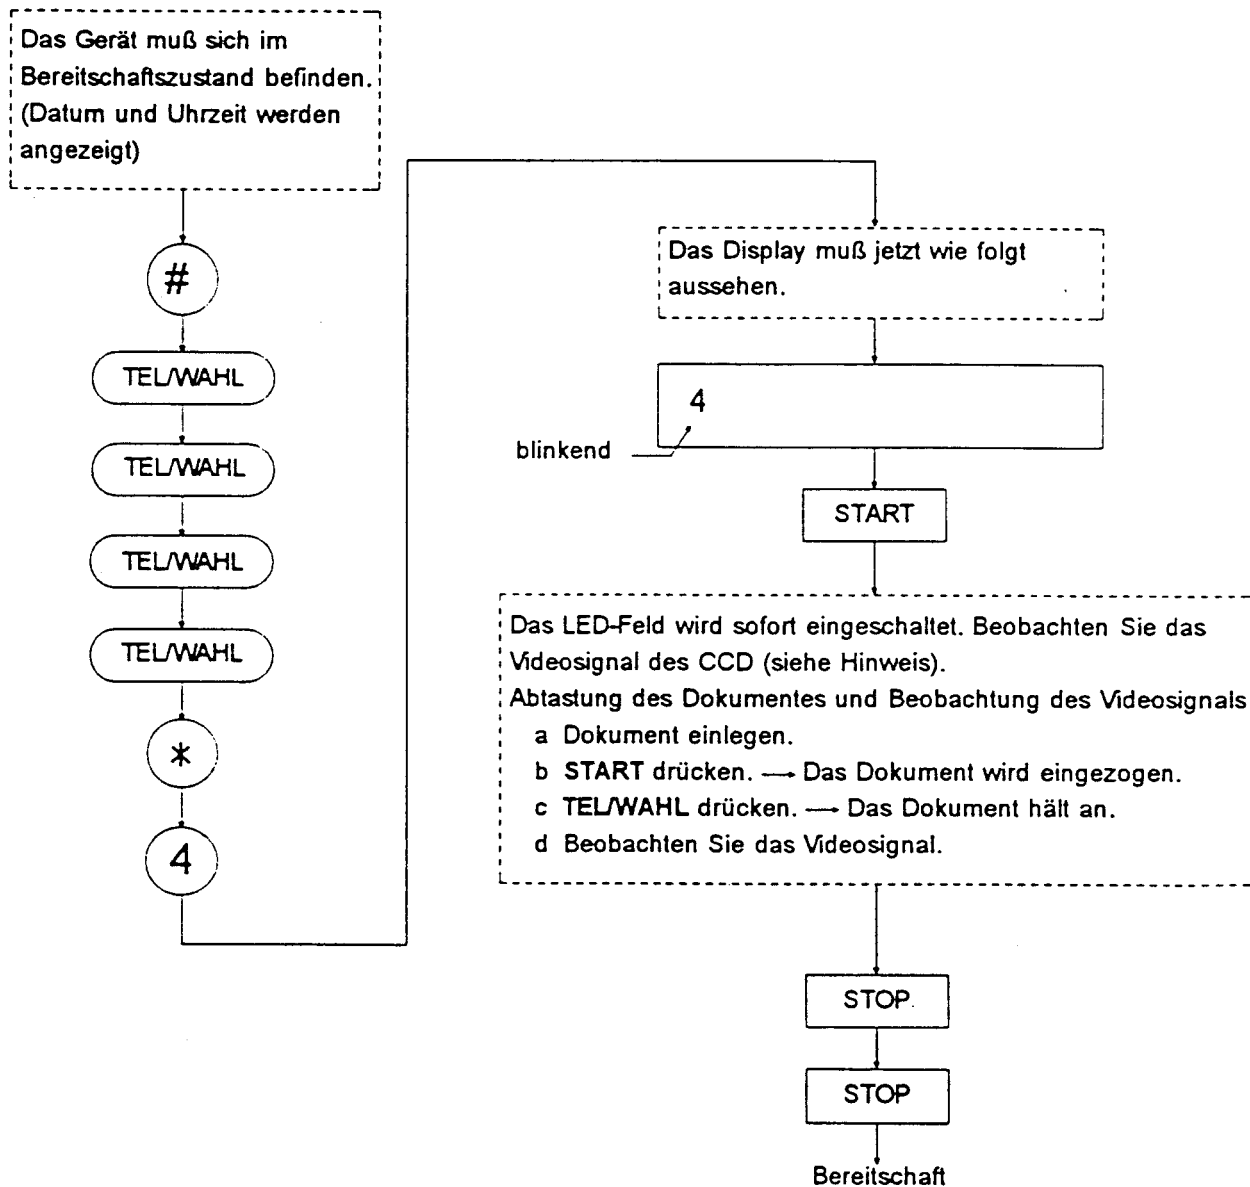 Das Gerät muß sich im
Bereitschaftszustand befinden.
(Datum und Uhrzeit werden
angezeigt)
#
TEL/WAHL
TEL/WAHL
TEL/WAHL
TEL/WAHL
*
4
Das Display muß jetzt wie folgt
aussehen.
4
blinkend
START
Das LED-Feld wird sofort eingeschaltet. Beobachten Sie das
Videosignal des CCD (siehe Hinweis).
Abtastung des Dokumentes und Beobachtung des Videosignals
a Dokument einlegen.
b START drücken. → Das Dokument wird eingezogen.
c TEL/WAHL drücken. → Das Dokument hält an.
d Beobachten Sie das Videosignal.
STOP
STOP
Bereitschaft